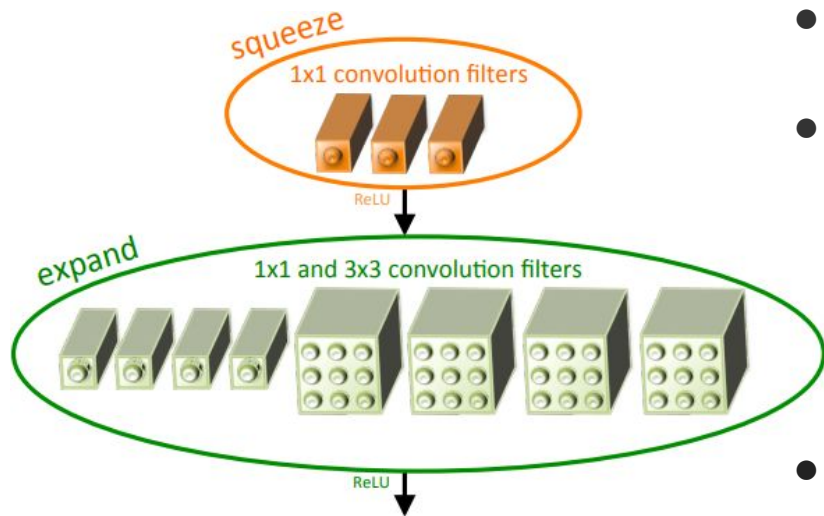 squeeze
1x1 convolution filters
ReLU
expand
1x1 and 3x3 convolution filters
ReLU